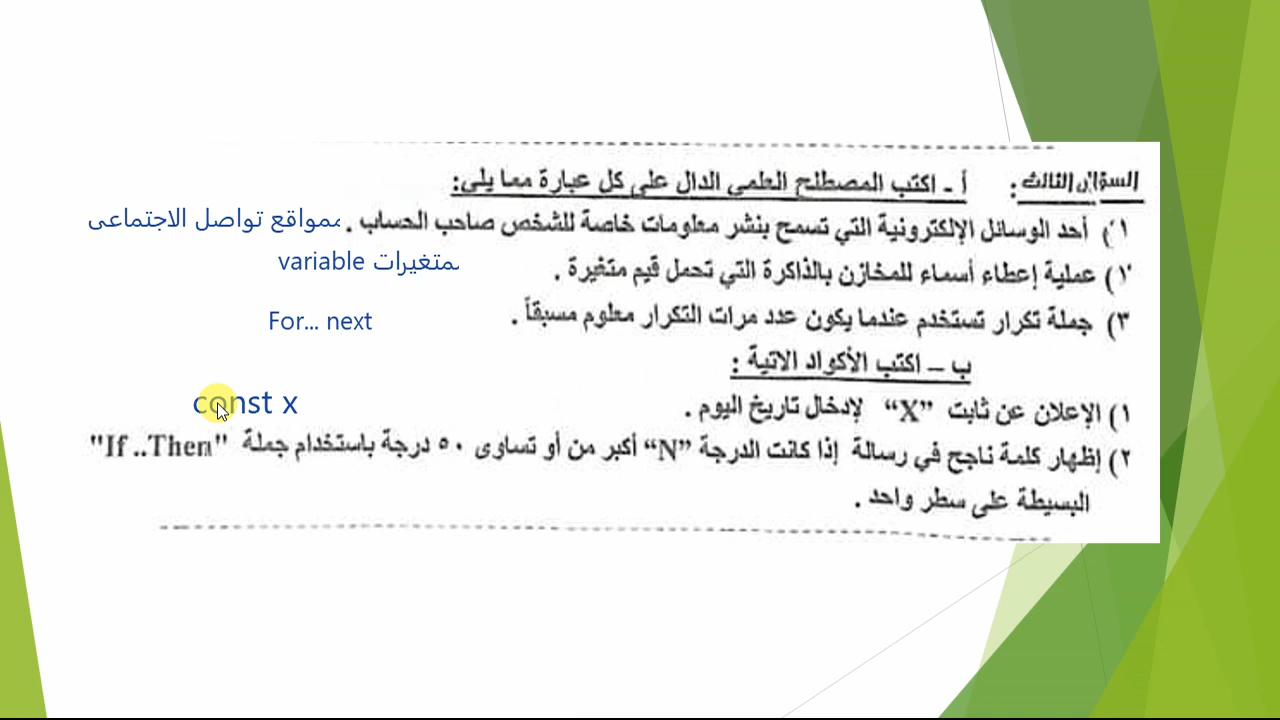 السؤال الثالث: أ - اكتب المصطلح العلمي الدال على كل عبارة مما يلي:
١) أحد الوسائل الإلكترونية التي تسمح بنشر معلومات خاصة للشخص صاحب الحساب . ممواقع تواصل الاجتماعى
٢) عملية إعطاء أسماء للمخازن بالذاكرة التي تحمل قيم متغيرة . متغيرات variable
٣) جملة تكرار تستخدم عندما يكون عدد مرات التكرار معلوم مسبقاً . For... next
ب – اكتب الأكواد الاتية :
١) الإعلان عن ثابت “X” لإدخال تاريخ اليوم . const x
٢) إظهار كلمة ناجح في رسالة إذا كانت الدرجة “N” أكبر من أو تساوى ٥٠ درجة باستخدام جملة "If ..Then"
البسيطة على سطر واحد .